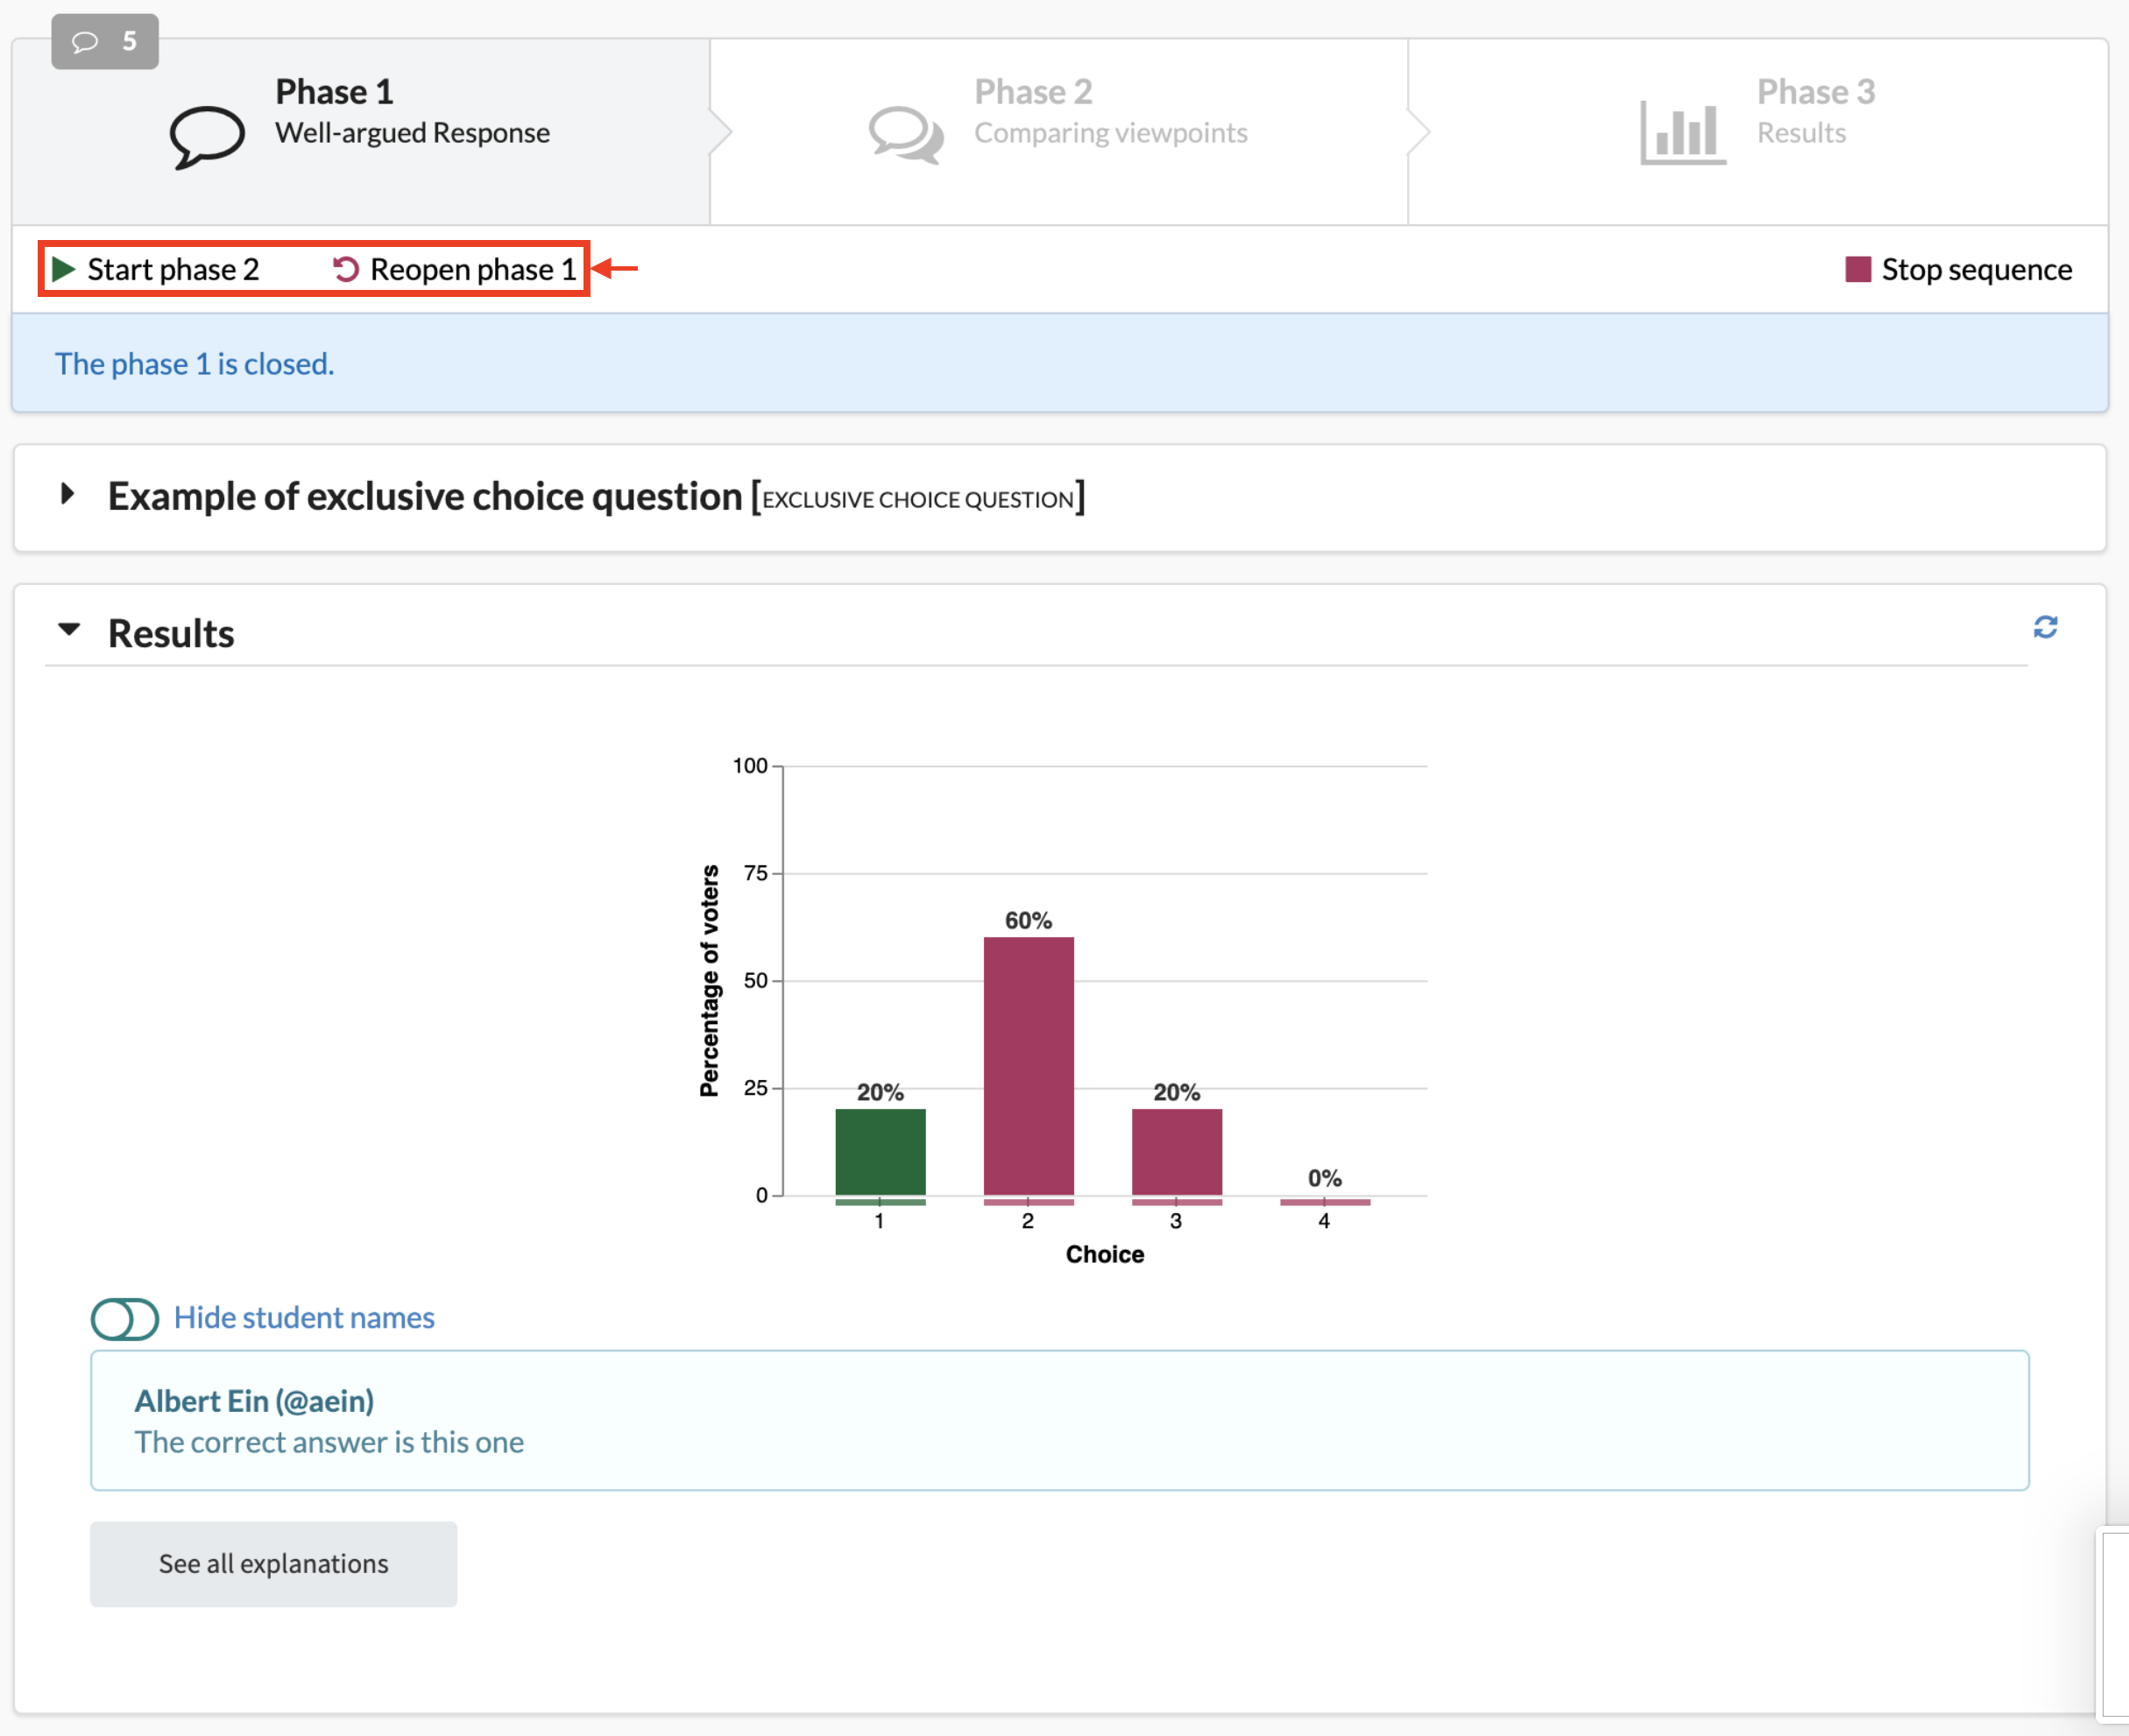 5
Phase 1
Well-argued Response
Phase 2
Comparing viewpoints
Phase 3
Results
Start phase 2
Reopen phase 1
Stop sequence
The phase 1 is closed.
Example of exclusive choice question [EXCLUSIVE CHOICE QUESTION]
Results
100
75
50
25
0
Percentage of voters
20%
60%
20%
0%
1
2
3
4
Choice
Hide student names
Albert Ein (@aein)
The correct answer is this one
See all explanations